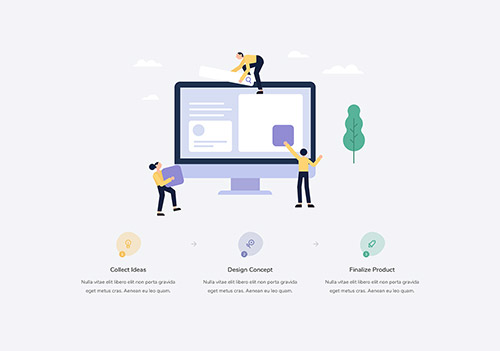 Collect Ideas
Nulla vitae elit libero elit non porta gravida
eget metus cras. Aenean eu leo quam.
Design Concept
Nulla vitae elit libero elit non porta gravida
eget metus cras. Aenean eu leo quam.
Finalize Product
Nulla vitae elit libero elit non porta gravida
eget metus cras. Aenean eu leo quam.